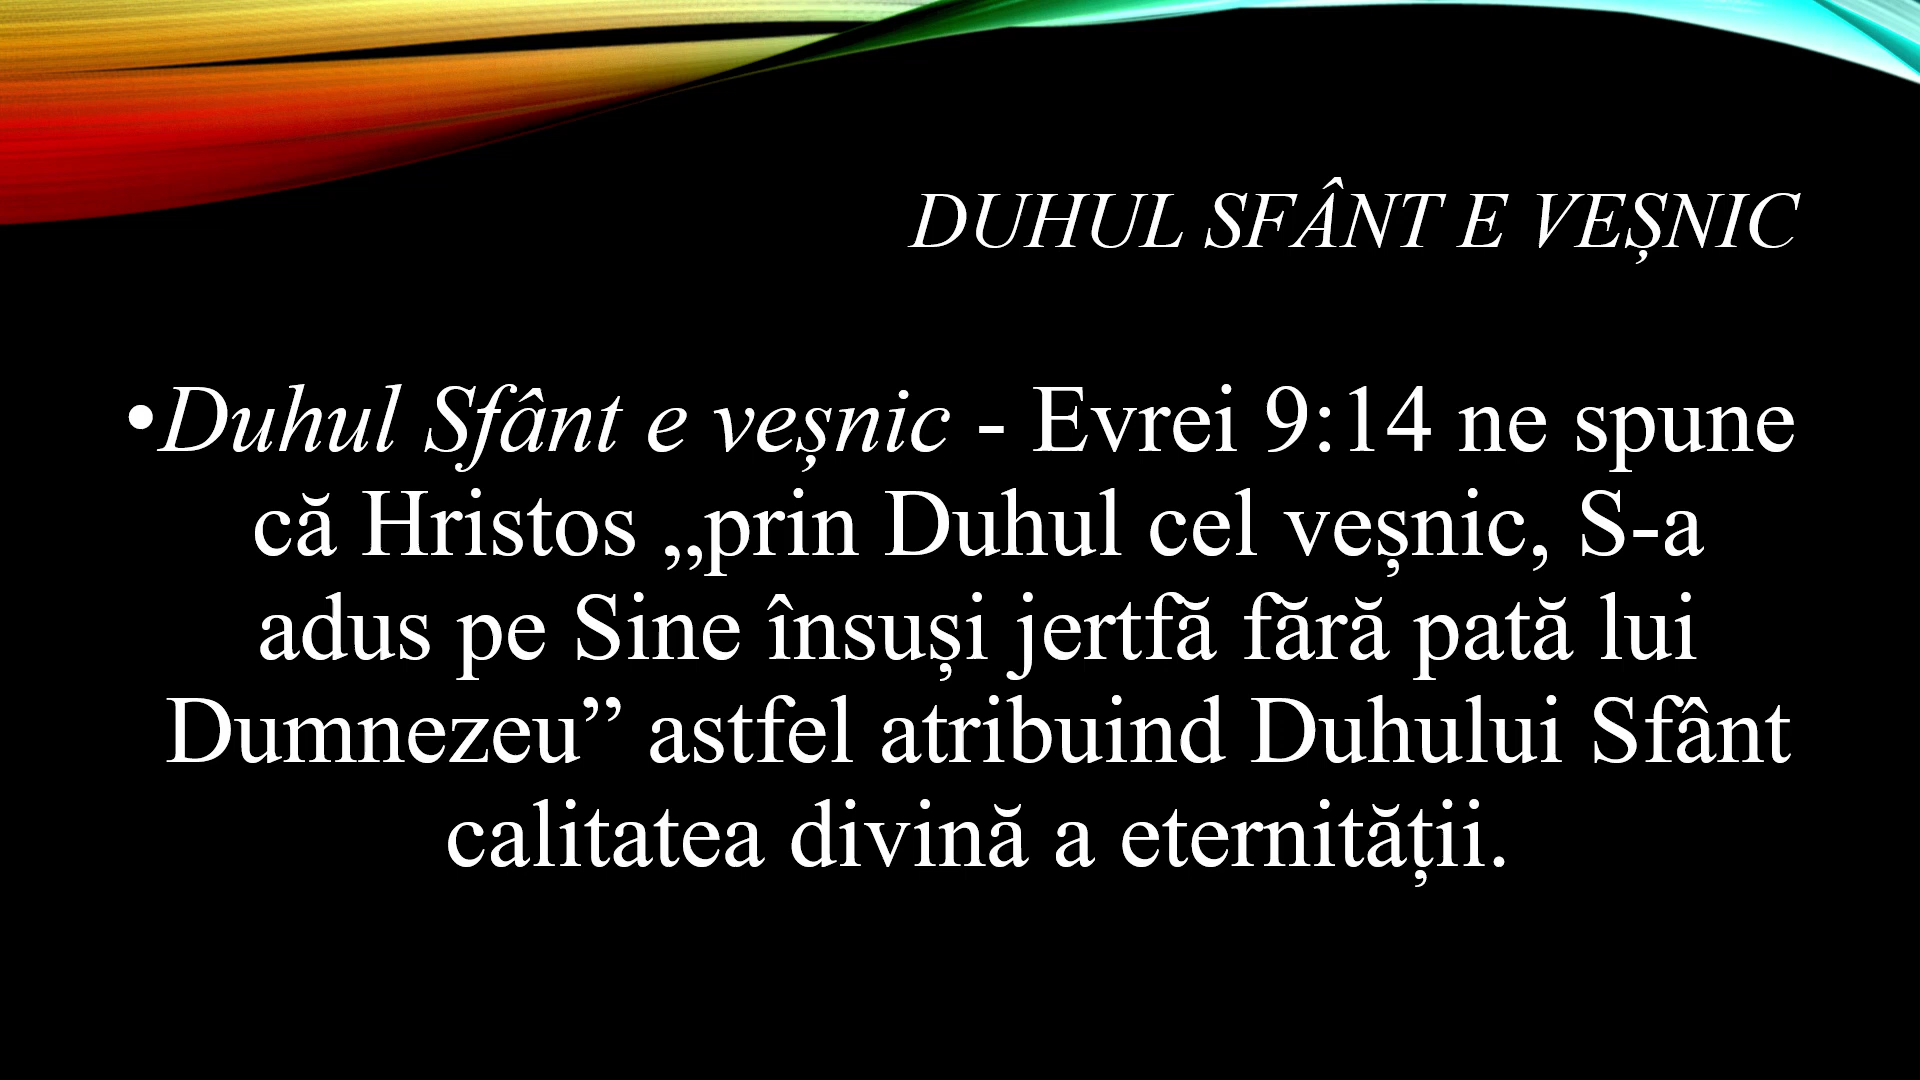 DUHUL SFÂNT E VEȘNIC
•Duhul Sfânt e veșnic - Evrei 9:14 ne spune
că Hristos „prin Duhul cel veșnic, S-a
adus pe Sine însuși jertfă fără pată lui
Dumnezeu” astfel atribuind Duhului Sfânt
calitatea divină a eternității.